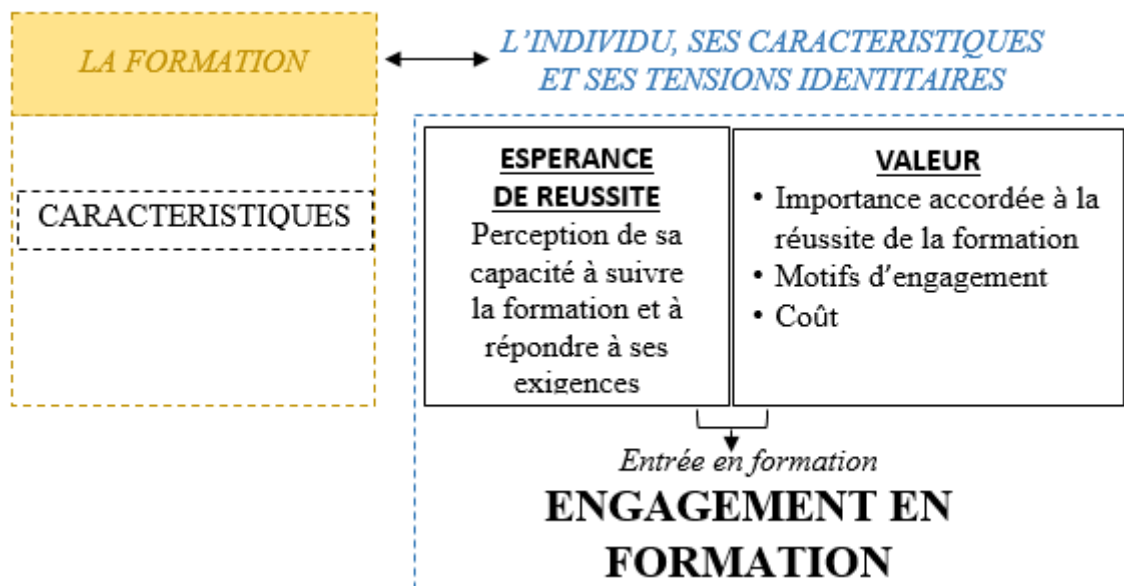 LA FORMATION
L'INDIVIDU, SES CARACTERISTIQUES
ET SES TENSIONS IDENTITAIRES
CARACTERISTIQUES
ESPERANCE
DE REUSSITE
Perception de sa
capacité à suivre
la formation et à
répondre à ses
exigences
VALEUR
• Importance accordée à la
réussite de la formation
• Motifs d'engagement
• Coût
Entrée en formation
ENGAGEMENT EN
FORMATION